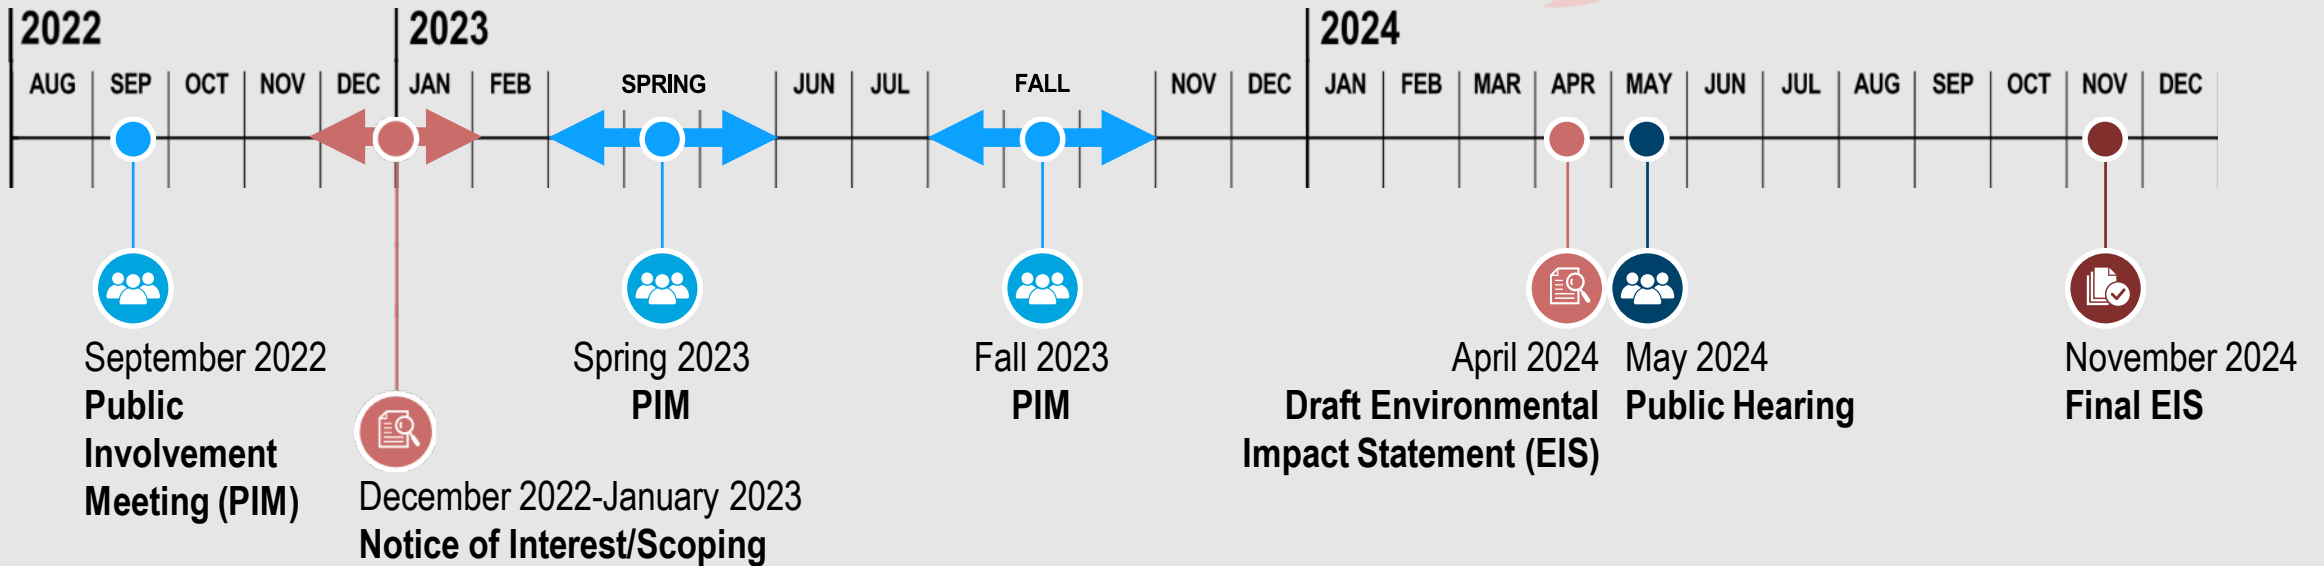 2022
2023
2024
AUG SEP OCT NOV DEC JAN FEB SPRING JUN JUL FALL NOV DEC JAN FEB MAR APR MAY JUN JUL AUG SEP OCT NOV DEC
September 2022
Public
Involvement
Meeting (PIM)
December 2022-January 2023
Notice of Interest/Scoping
Spring 2023
PIM
Fall 2023
PIM
April 2024
Draft Environmental
Impact Statement (EIS)
May 2024
Public Hearing
November 2024
Final EIS